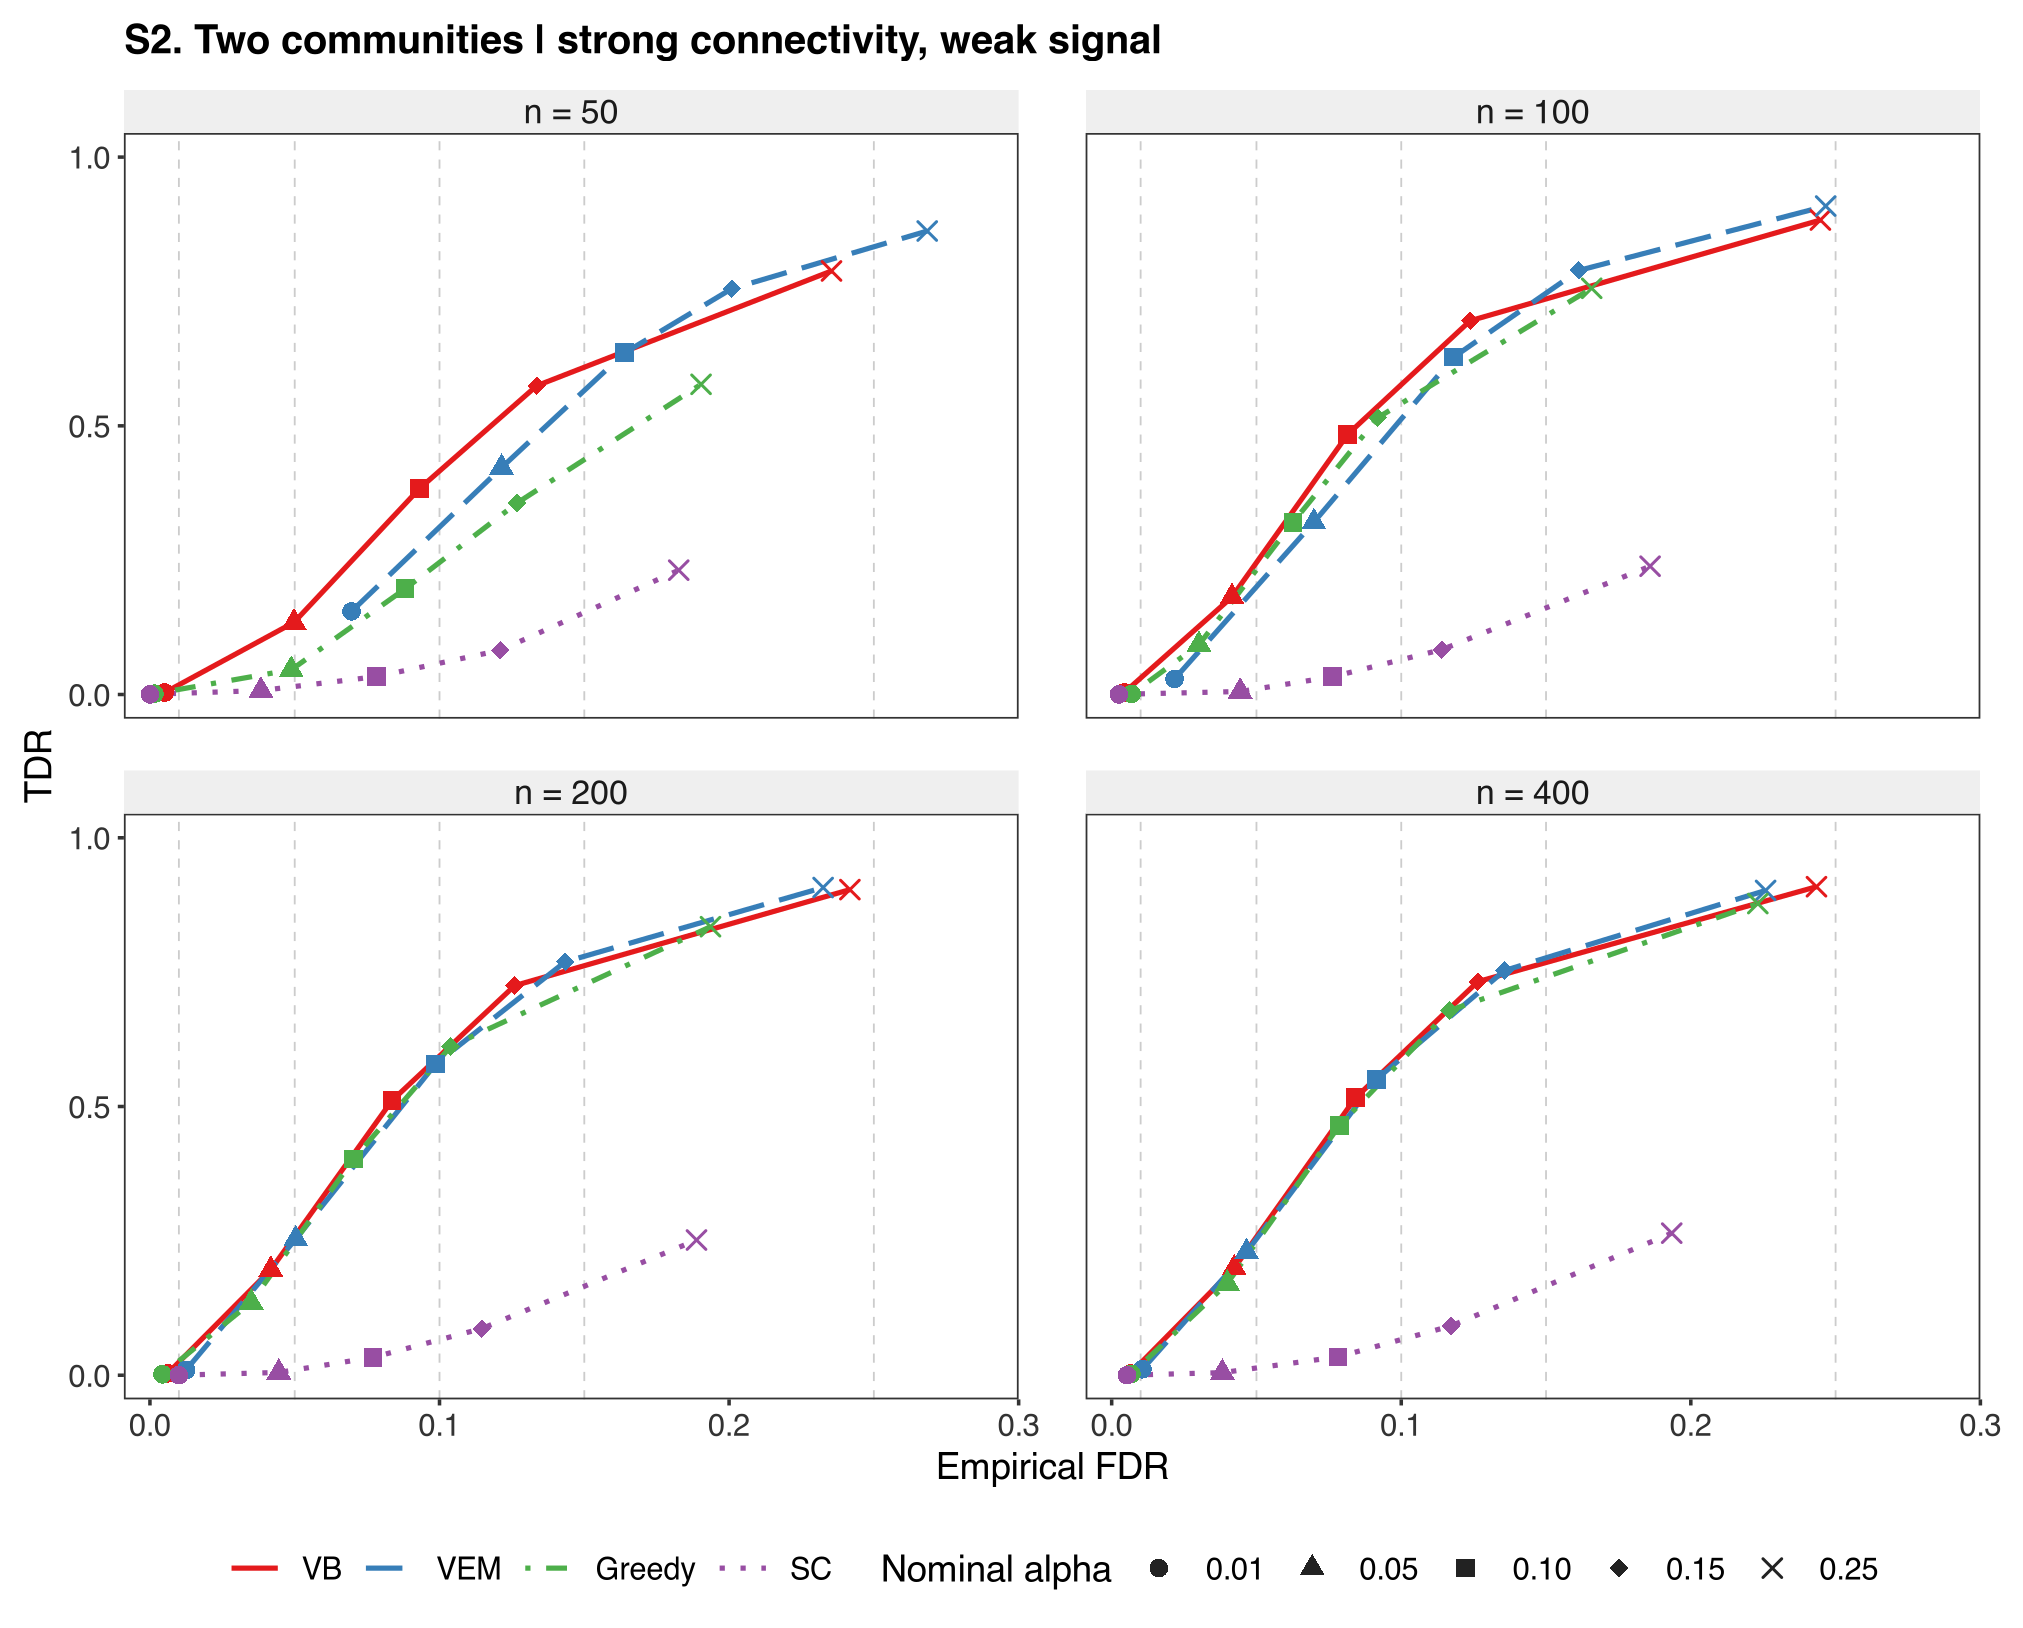 S2. Two communities | strong connectivity, weak signal
n = 50
n = 100
1.0
0.5
0.0
TDR
n = 200
n = 400
1.0
0.5
0.0
0.0 0.1 0.2 0.3 0.0 0.1 0.2 0.3
Empirical FDR
VB VEM Greedy SC Nominal alpha 0.01 0.05 0.10 0.15 0.25